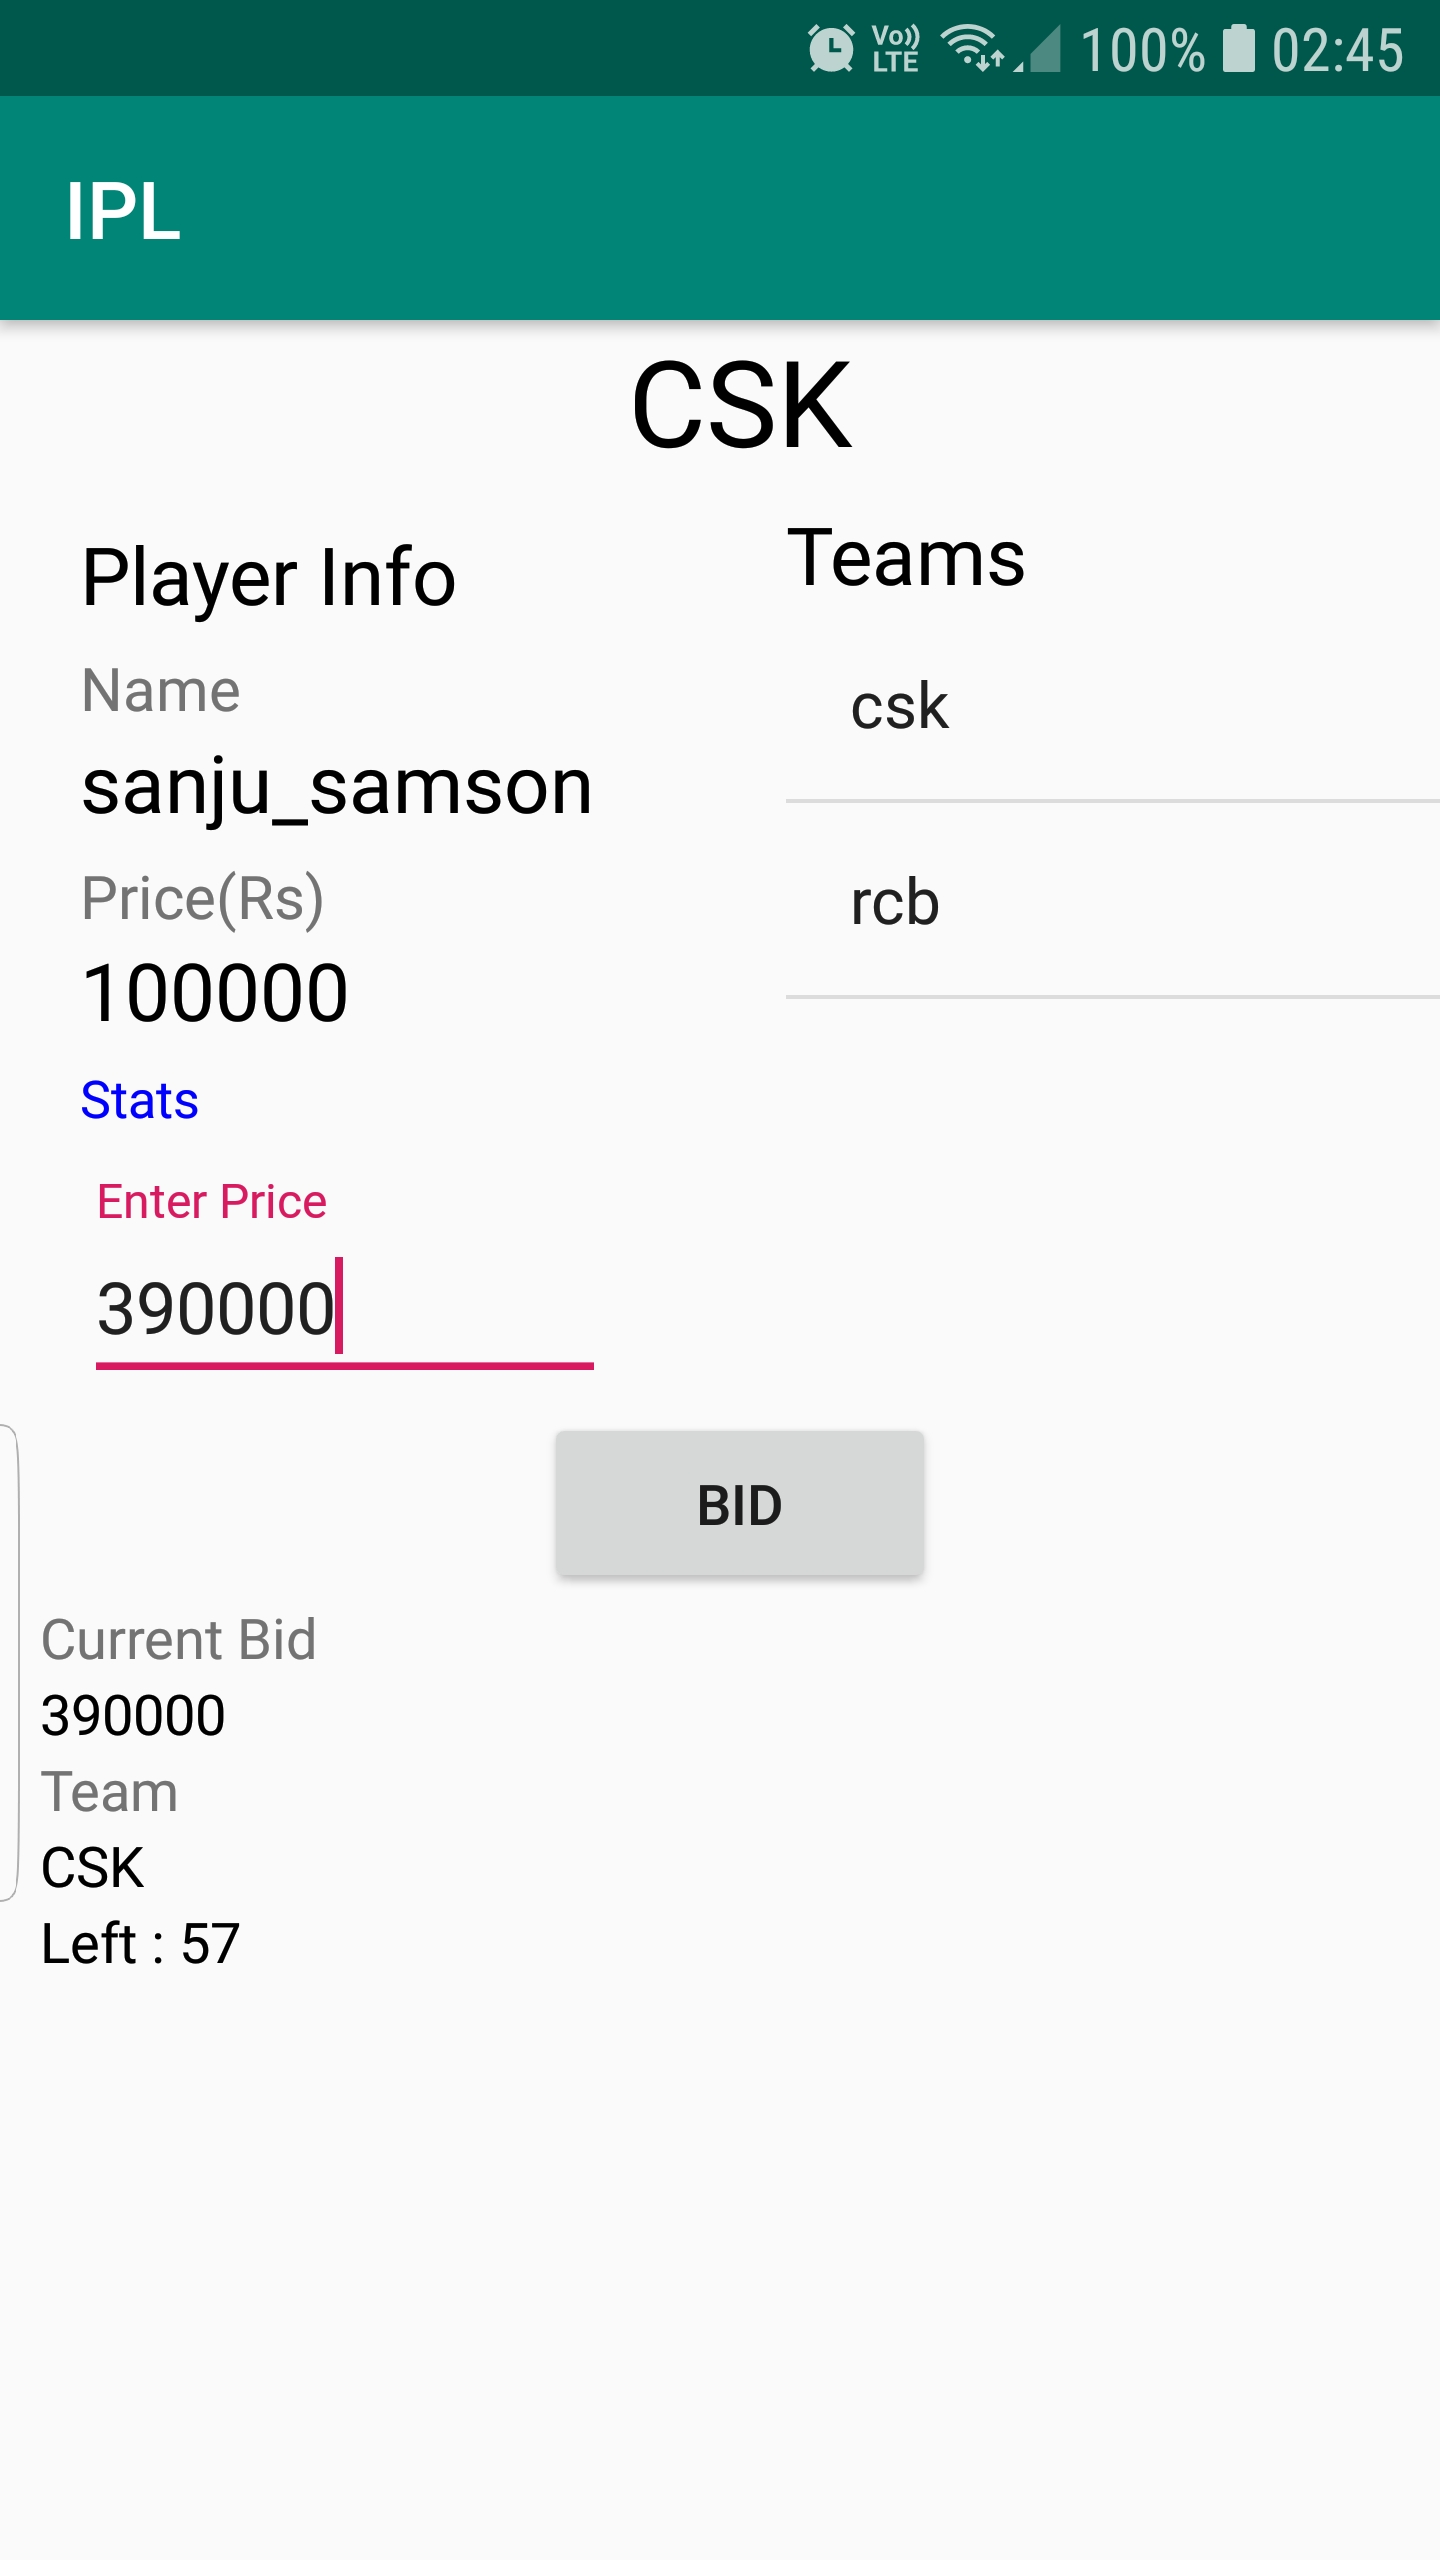 Vo)) LTE 100% 02:45
IPL
CSK
Player Info
Name
sanju_samson
Price(Rs)
100000
Stats
Enter Price
390000
Teams
csk
rcb
BID
Current Bid
390000
Team
CSK
Left : 57